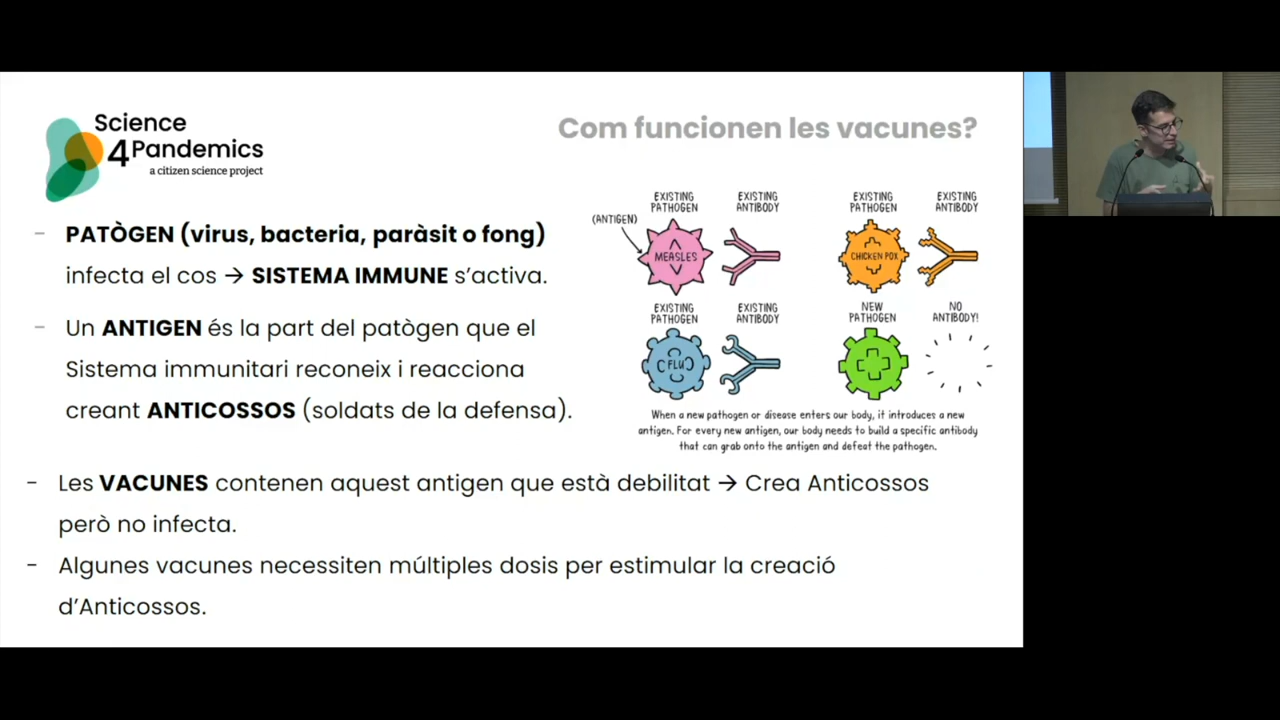 Science
4Pandemics
a citizen science project
Com funcionen les vacunes?
- PATÒGEN (virus, bacteria, paràsit o fong)
infecta el cos → SISTEMA IMMUNE s’activa.
- Un ANTIGEN és la part del patògen que el
Sistema immunitari reconeix i reacciona
creant ANTICOSSOS (soldats de la defensa).
EXISTING
PATHOGEN
EXISTING
ANTIBODY
(ANTIGEN)
MEASLES
EXISTING
PATHOGEN
EXISTING
ANTIBODY
CHICKEN POX
EXISTING
PATHOGEN
EXISTING
ANTIBODY
FLU
NEW
PATHOGEN
NO
ANTIBODY!
When a new pathogen or disease enters our body, it introduces a new
antigen. For every new antigen, our body needs to build a specific antibody
that can grab onto the antigen and defeat the pathogen.
- Les VACUNES contenen aquest antigen que està debilitat → Crea Anticossos
però no infecta.
- Algunes vacunes necessiten múltiples dosis per estimular la creació
d’Anticossos.